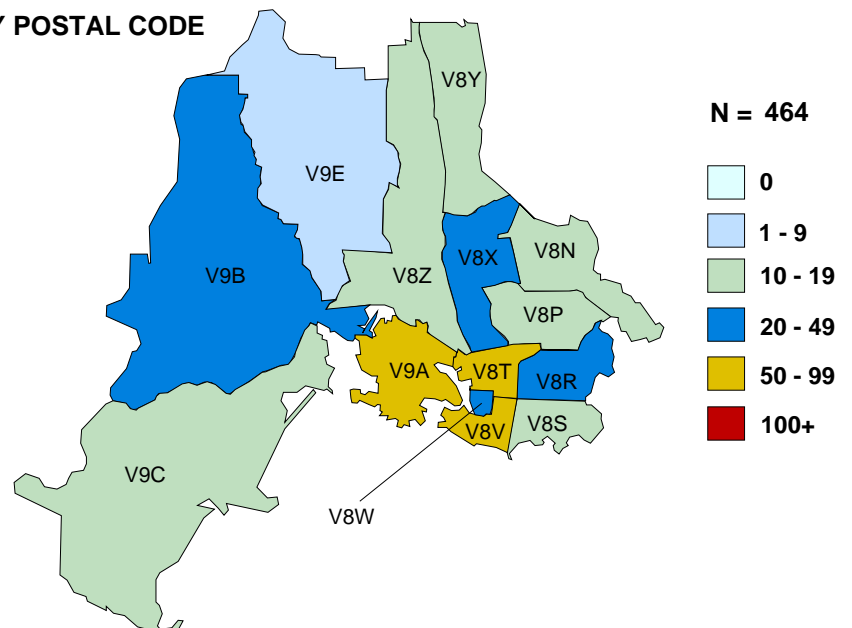 Y POSTAL CODE
V8Y
N = 464
V9E
0
1 - 9
V9B
V8Z
V8X
V8N
10 - 19
V8P
20 - 49
V9A
V8T
V8R
50 - 99
V8V
V8S
100+
V9C
V8W